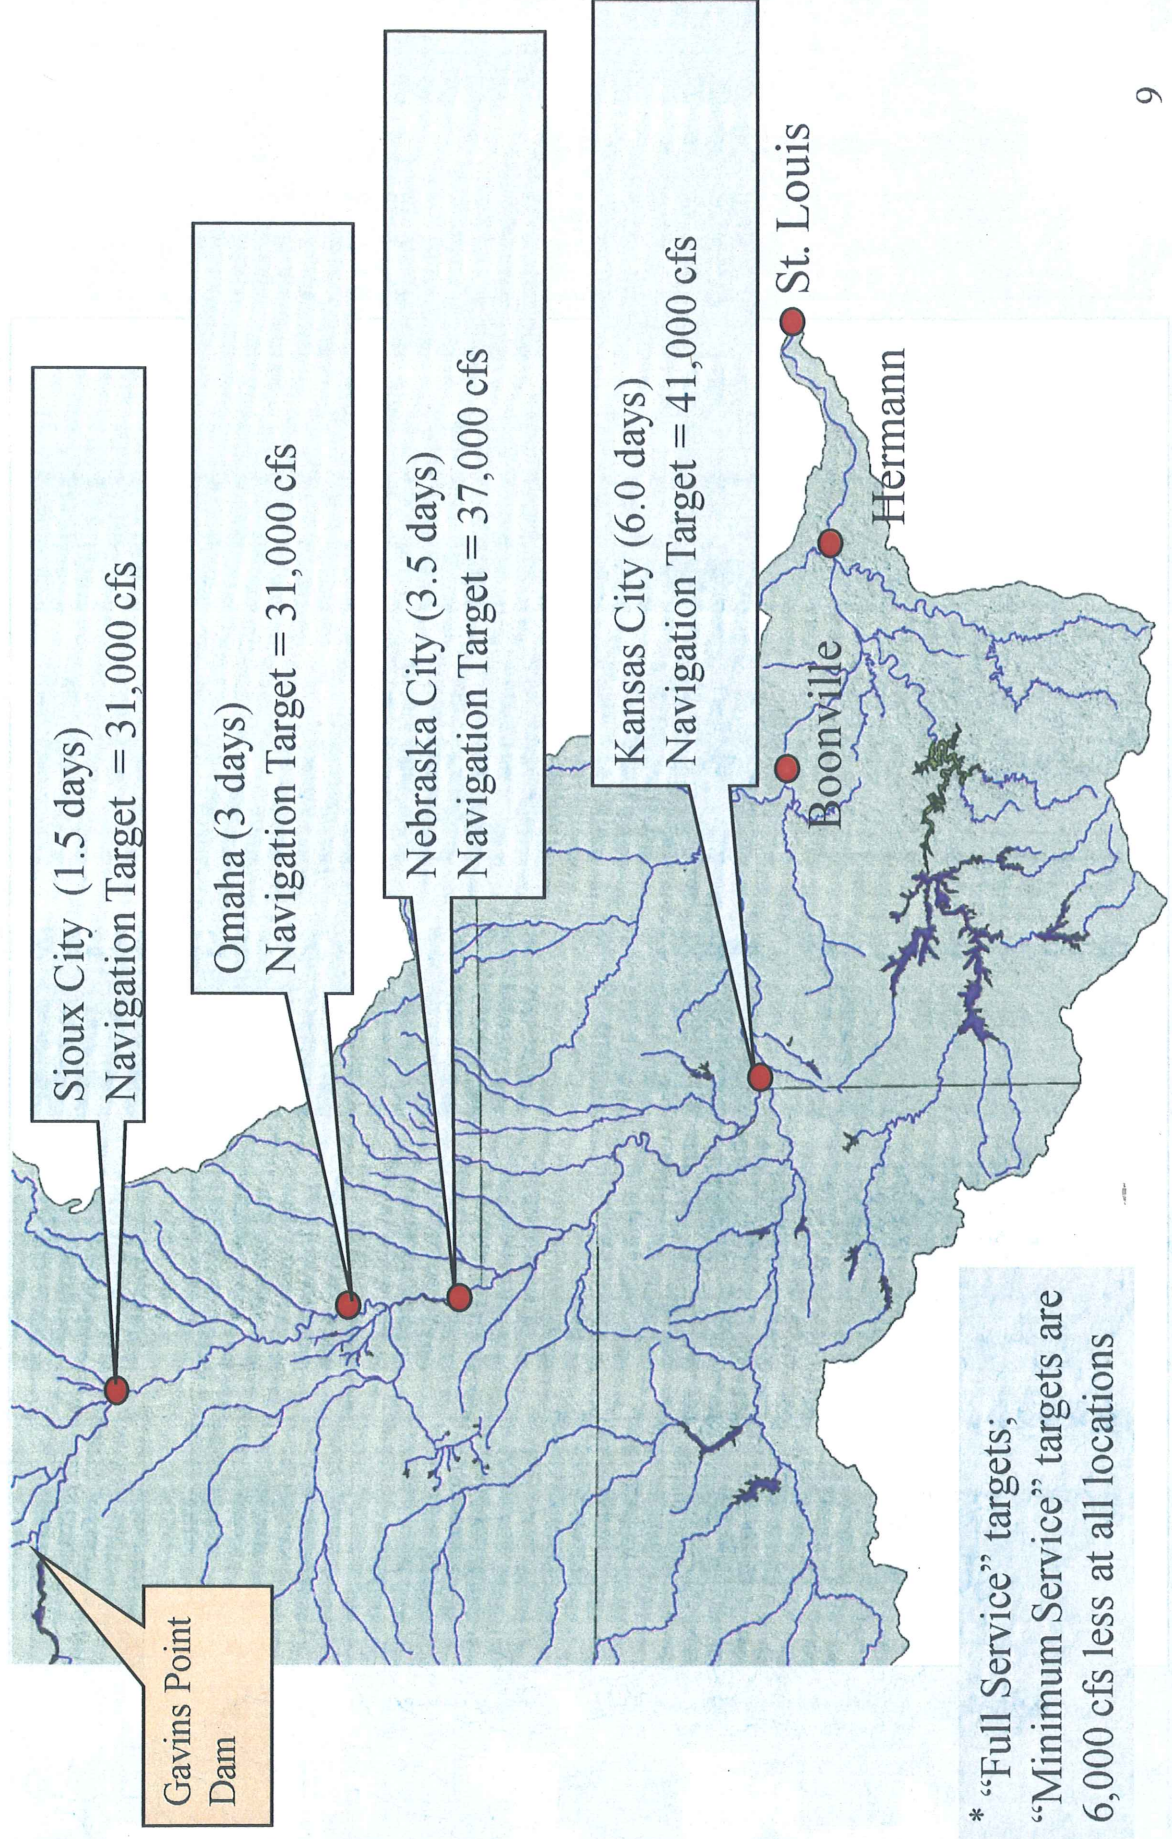 Gavins Point
Dam
Sioux City (1.5 days)
Navigation Target = 31,000 cfs
Omaha (3 days)
Navigation Target = 31,000 cfs
Nebraska City (3.5 days)
Navigation Target = 37,000 cfs
Kansas City (6.0 days)
Navigation Target = 41,000 cfs
Boonville
Hermann
St. Louis
* “Full Service” targets;
“Minimum Service” targets are
6,000 cfs less at all locations
9